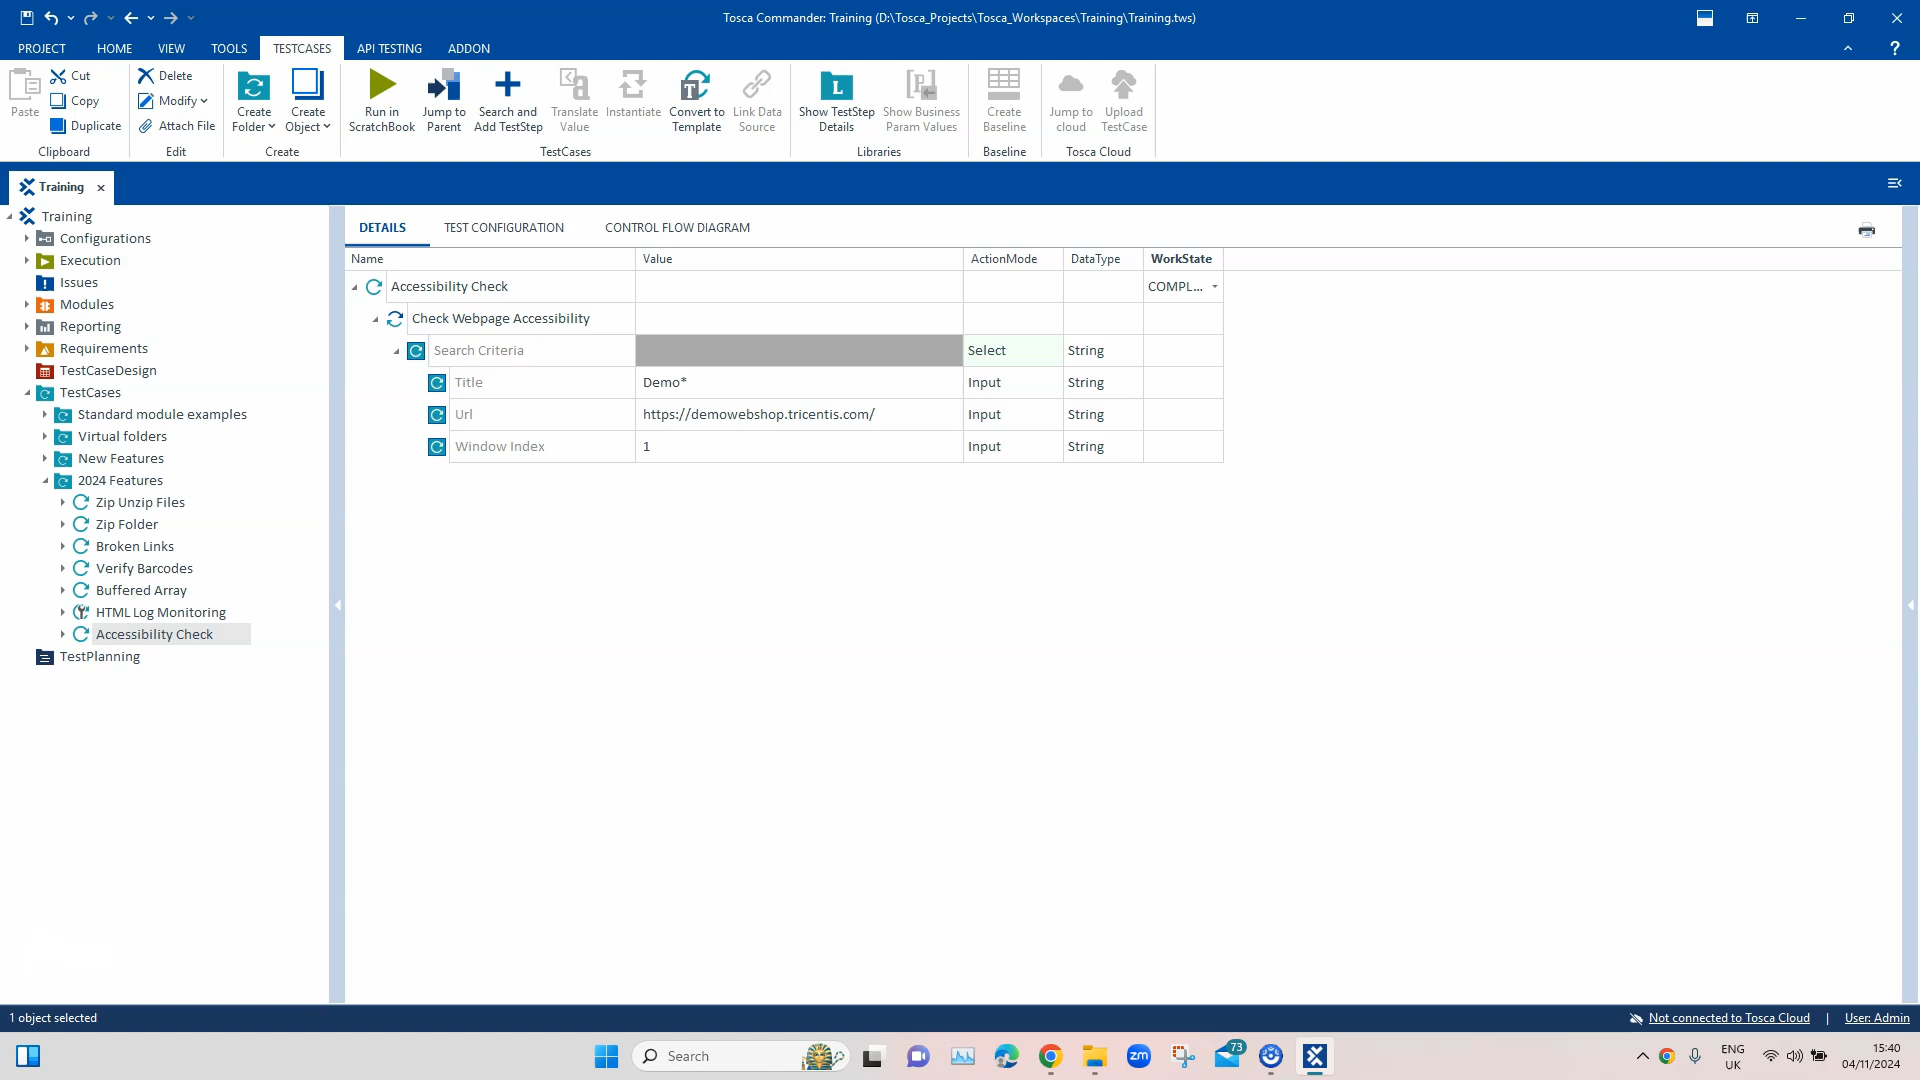 Tosca Commander: Training (D:\Tosca_Projects\Tosca_Workspaces\Training\Training.tws)
PROJECT HOME VIEW TOOLS TESTCASES API TESTING ADDON
?
Paste Cut Copy Duplicate
Clipboard
Delete Modify Attach File
Edit
Create Folder Create Object
Create
Run in ScratchBook Jump to Parent Search and Add TestStep Translate Value Instantiate Convert to Template Link Data Source
TestCases
Show TestStep Details Show Business Param Values
Libraries
Create Baseline
Baseline
Jump to cloud Upload TestCase
Tosca Cloud
Training
Training
Configurations
Execution
Issues
Modules
Reporting
Requirements
TestCaseDesign
TestCases
Standard module examples
Virtual folders
New Features
2024 Features
Zip Unzip Files
Zip Folder
Broken Links
Verify Barcodes
Buffered Array
HTML Log Monitoring
Accessibility Check
TestPlanning
DETAILS TEST CONFIGURATION CONTROL FLOW DIAGRAM
Name Value ActionMode DataType WorkState
Accessibility Check COMPL...
Check Webpage Accessibility
Search Criteria Select String
Title Demo* Input String
Url https://demowebshop.tricentis.com/ Input String
Window Index 1 Input String
1 object selected
Not connected to Tosca Cloud | User: Admin
Search
zm
73
ENG
UK
15:40
04/11/2024